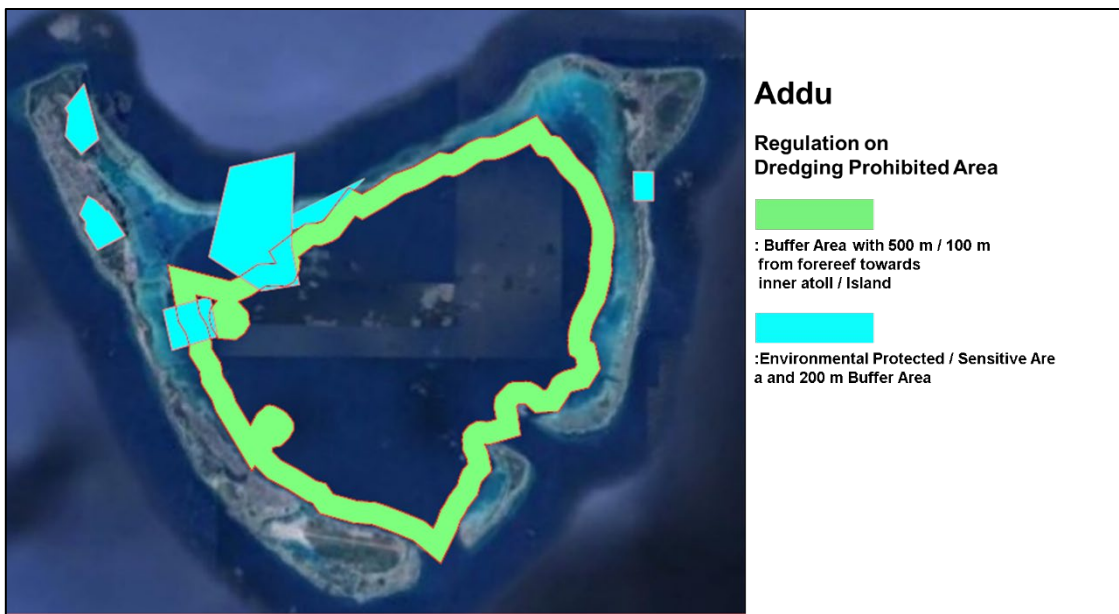 Addu
Regulation on
Dredging Prohibited Area
: Buffer Area with 500 m / 100 m
from forereef towards
inner atoll / Island
:Environmental Protected / Sensitive Are
a and 200 m Buffer Area